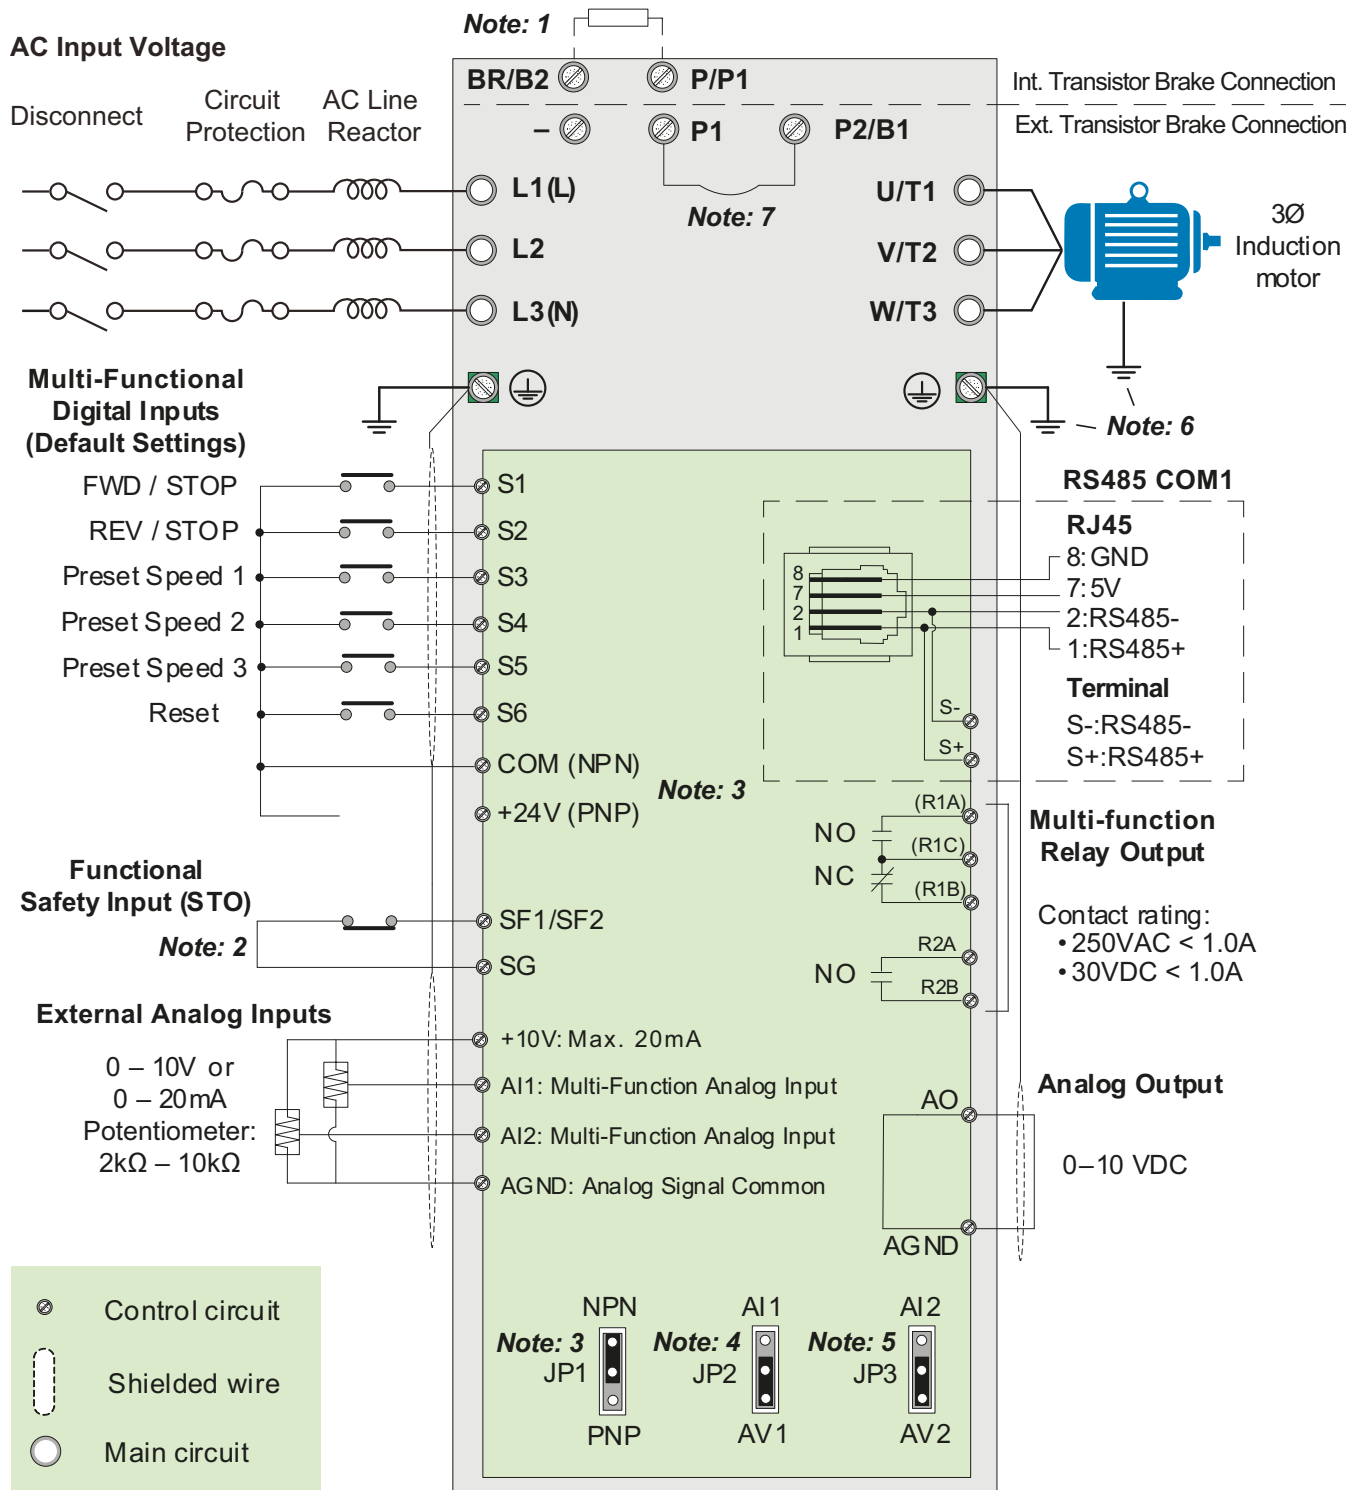 Note: 1
AC Input Voltage
BR/B2
P/P1
Int. Transistor Brake Connection
Disconnect
Circuit
Protection
AC Line
Reactor
–
P1
P2/B1
Ext. Transistor Brake Connection
L1(L)
Note: 7
U/T1
3Ø
Induction
motor
L2
V/T2
L3(N)
W/T3
Multi-Functional
Digital Inputs
(Default Settings)
Note: 6
FWD / STOP
S1
REV / STOP
S2
Preset Speed 1
S3
Preset Speed 2
S4
Preset Speed 3
S5
Reset
S6
COM (NPN)
+24V (PNP)
Note: 3
RS485 COM1
RJ45
8
7
2
1
8:GND
7:5V
2:RS485-
1:RS485+
Terminal
S-
S-:RS485-
S+
S+:RS485+
NO
NC
(R1A)
(R1C)
(R1B)
Multi-function
Relay Output
Functional
Safety Input (STO)
Note: 2
SF1/SF2
SG
NO
R2A
R2B
Contact rating:
• 250VAC < 1.0A
• 30VDC < 1.0A
External Analog Inputs
0 – 10V or
0 – 20mA
Potentiometer:
2kΩ – 10kΩ
+10V: Max. 20mA
AI1: Multi-Function Analog Input
AI2: Multi-Function Analog Input
AGND: Analog Signal Common
Analog Output
AO
0–10 VDC
AGND
Control circuit
Shielded wire
Main circuit
NPN
Note: 3
JP1
PNP
AI1
Note: 4
JP2
AV1
AI2
Note: 5
JP3
AV2